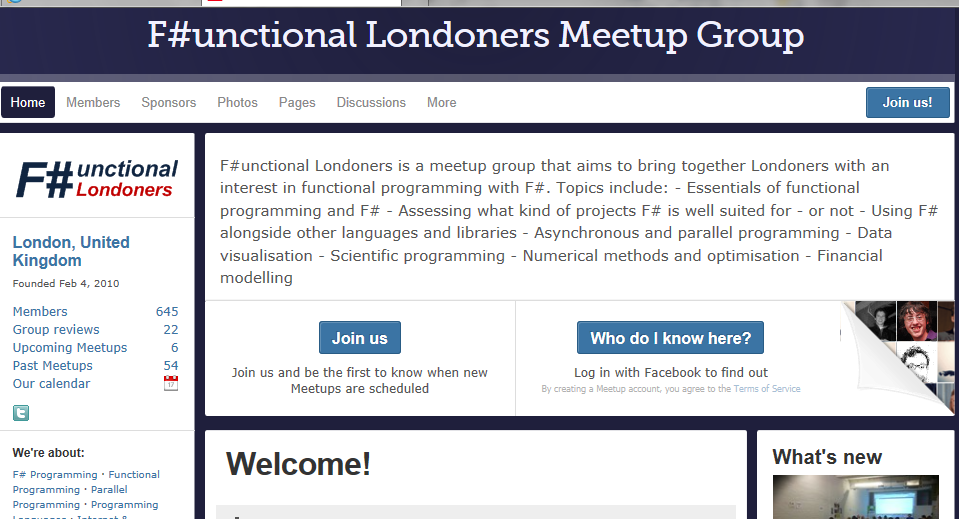 F#unctional Londoners Meetup Group
Home Members Sponsors Photos Pages Discussions More Join us!
F#unctional
Londoners
London, United
Kingdom
Founded Feb 4, 2010
Members 645
Group reviews 22
Upcoming Meetups 6
Past Meetups 54
Our calendar 17
We're about:
F# Programming · Functional
Programming · Parallel
Programming · Programming
Languages · Internet &
F#unctional Londoners is a meetup group that aims to bring together Londoners with an
interest in functional programming with F#. Topics include: - Essentials of functional
programming and F# - Assessing what kind of projects F# is well suited for - or not - Using F#
alongside other languages and libraries - Asynchronous and parallel programming - Data
visualisation - Scientific programming - Numerical methods and optimisation - Financial
modelling
Join us
Join us and be the first to know when new
Meetups are scheduled
Who do I know here?
Log in with Facebook to find out
By creating a Meetup account, you agree to the Terms of Service
Welcome!
What's new